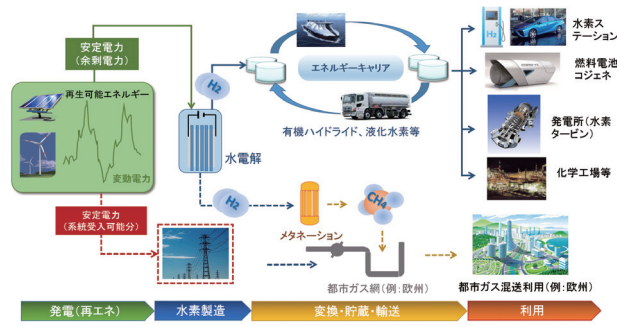 安定電力
(余剰電力)
再生可能エネルギー
変動電力
安定電力
(系統受入可能分)
H2
水電解
H2
エネルギーキャリア
有機ハイドライド、液化水素等
メタネーション
CH4
都市ガス網(例:欧州)
H2
水素ス
テーション
燃料電池
コジェネ
発電所(水素
タービン)
化学工場等
都市ガス混送利用(例:欧州)
発電(再エネ)
水素製造
変換・貯蔵・輸送
利用